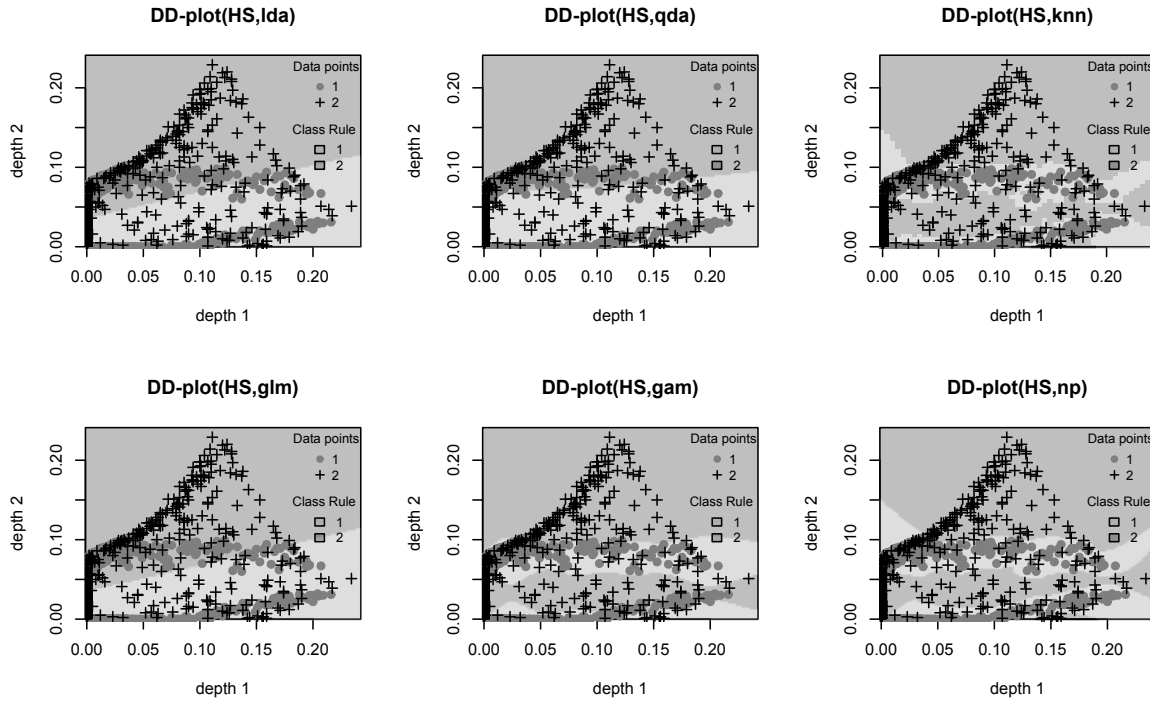 DD-plot(HS,lda)
DD-plot(HS,qda)
DD-plot(HS,knn)
depth 2
0.00
0.10
0.20
Data points
1
2
Class Rule
1
2
0.00 0.05 0.10 0.15 0.20
depth 1
depth 2
0.00
0.10
0.20
Data points
1
2
Class Rule
1
2
0.00 0.05 0.10 0.15 0.20
depth 1
depth 2
0.00
0.10
0.20
Data points
1
2
Class Rule
1
2
0.00 0.05 0.10 0.15 0.20
depth 1
DD-plot(HS,glm)
DD-plot(HS,gam)
DD-plot(HS,np)
depth 2
0.00
0.10
0.20
Data points
1
2
Class Rule
1
2
0.00 0.05 0.10 0.15 0.20
depth 1
depth 2
0.00
0.10
0.20
Data points
1
2
Class Rule
1
2
0.00 0.05 0.10 0.15 0.20
depth 1
depth 2
0.00
0.10
0.20
Data points
1
2
Class Rule
1
2
0.00 0.05 0.10 0.15 0.20
depth 1